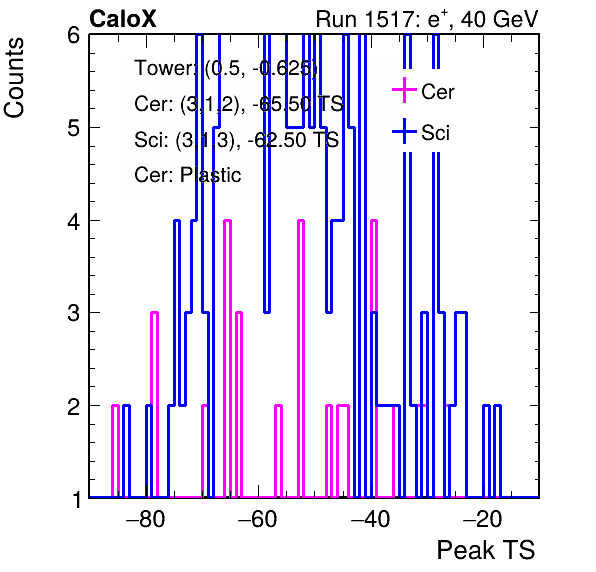 CaloX Run 1517: e⁺, 40 GeV
Counts
6
5
4
3
2
1
Tower: (0.5, -0.625)
Cer: (3,1,2), -65.50 TS
Sci: (3,1,3), -62.50 TS
Cer: Plastic
Cer
Sci
−80 −60 −40 −20
Peak TS